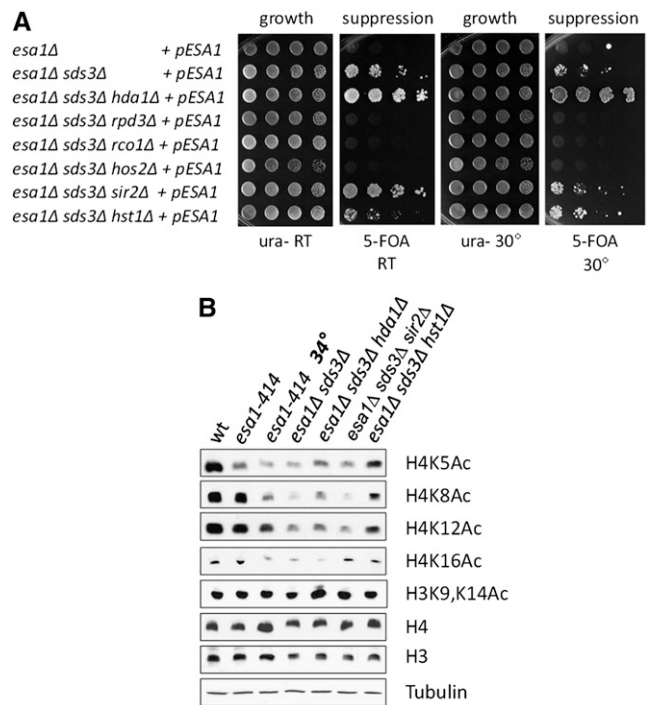 A
growth suppression growth suppression
esa1Δ + pESA1
esa1Δ sds3Δ + pESA1
esa1Δ sds3Δ hda1Δ + pESA1
esa1Δ sds3Δ rpd3Δ + pESA1
esa1Δ sds3Δ rco1Δ + pESA1
esa1Δ sds3Δ hos2Δ + pESA1
esa1Δ sds3Δ sir2Δ + pESA1
esa1Δ sds3Δ hst1Δ + pESA1
ura- RT 5-FOA RT ura- 30° 5-FOA 30°
B
wt
esa1-414
esa1-414 34°
esa1Δ sds3Δ
esa1Δ sds3Δ hda1Δ
esa1Δ sds3Δ sir2Δ
esa1Δ sds3Δ hst1Δ
H4K5Ac
H4K8Ac
H4K12Ac
H4K16Ac
H3K9,K14Ac
H4
H3
Tubulin